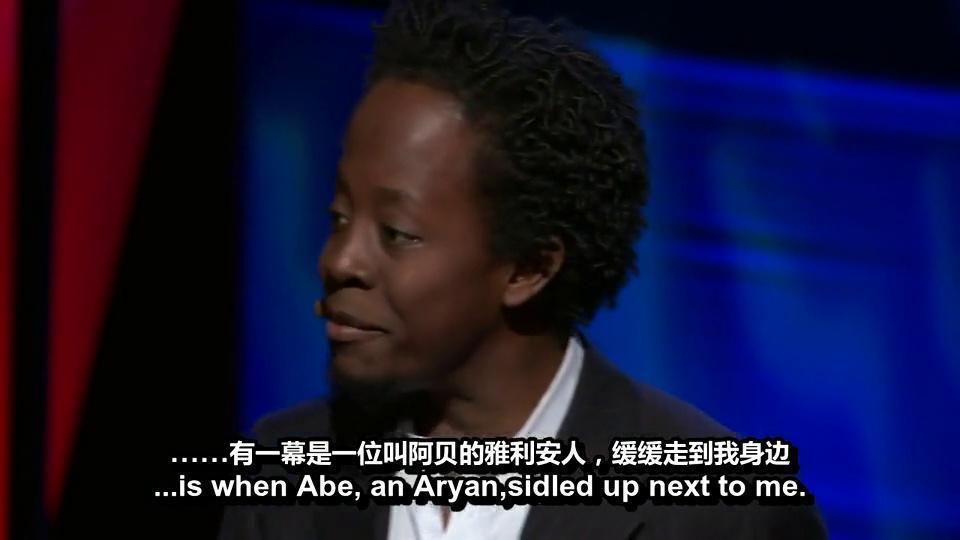 ……有一幕是一位叫阿贝的雅利安人，缓缓走到我身边
...is when Abe, an Aryan,sidled up next to me.